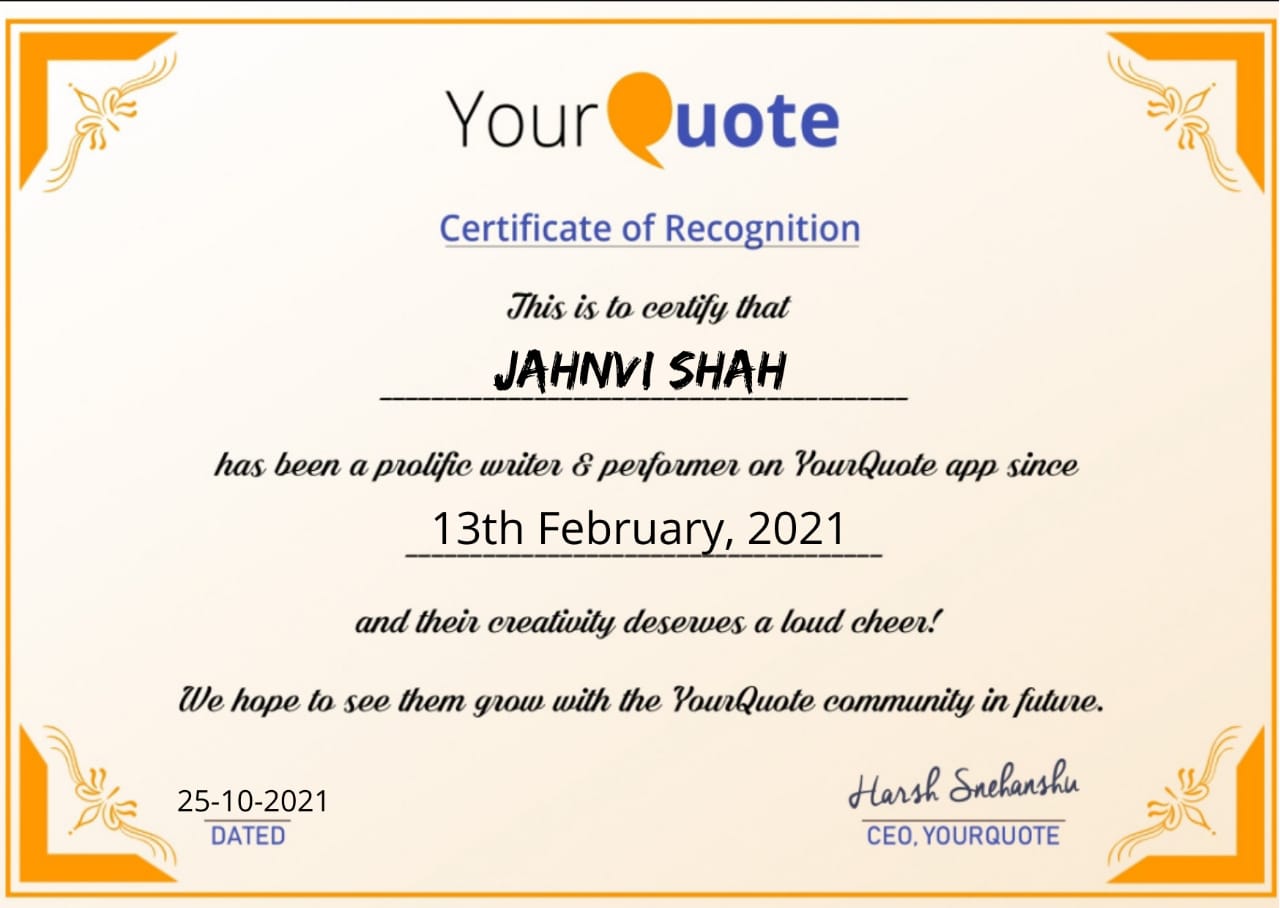 YourQuote
Certificate of Recognition
This is to certify that
JAHNVI SHAH
has been a prolific writer & performer on YourQuote app since
13th February, 2021
and their creativity deserves a loud cheer!
We hope to see them grow with the YourQuote community in future.
25-10-2021
DATED
Harsh Snehanshu
CEO, YOURQUOTE